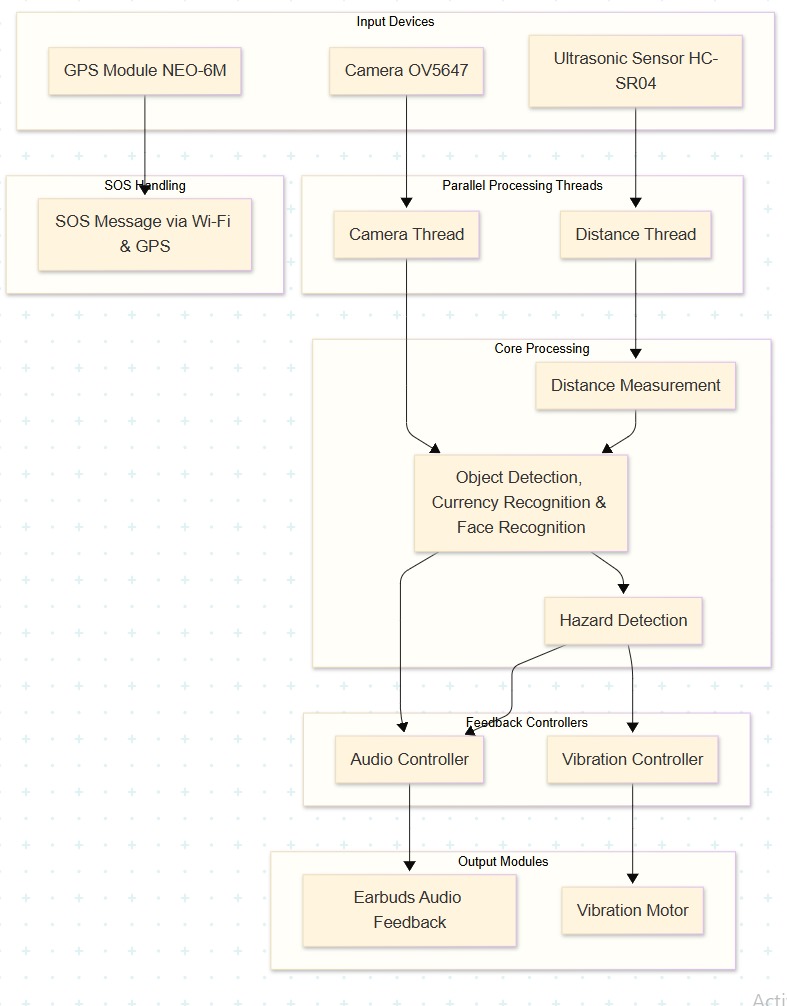 Input Devices
GPS Module NEO-6M
Camera OV5647
Ultrasonic Sensor HC-
SR04
SOS Handling
SOS Message via Wi-Fi
& GPS
Parallel Processing Threads
Camera Thread
Distance Thread
Core Processing
Distance Measurement
Object Detection,
Currency Recognition &
Face Recognition
Hazard Detection
Feedback Controllers
Audio Controller
Vibration Controller
Output Modules
Earbuds Audio
Feedback
Vibration Motor
Acti